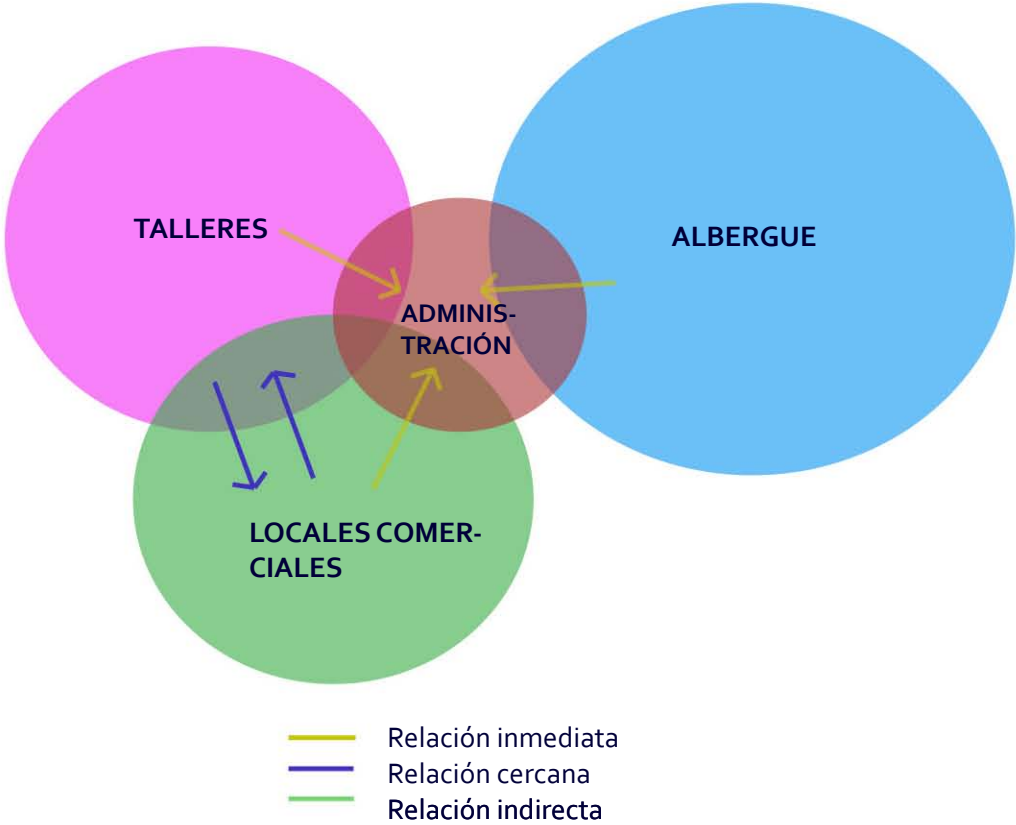 TALLERES
ALBERGUE
ADMINIS-
TRACIÓN
LOCALES COMER-
CIALES
Relación inmediata
Relación cercana
Relación indirecta